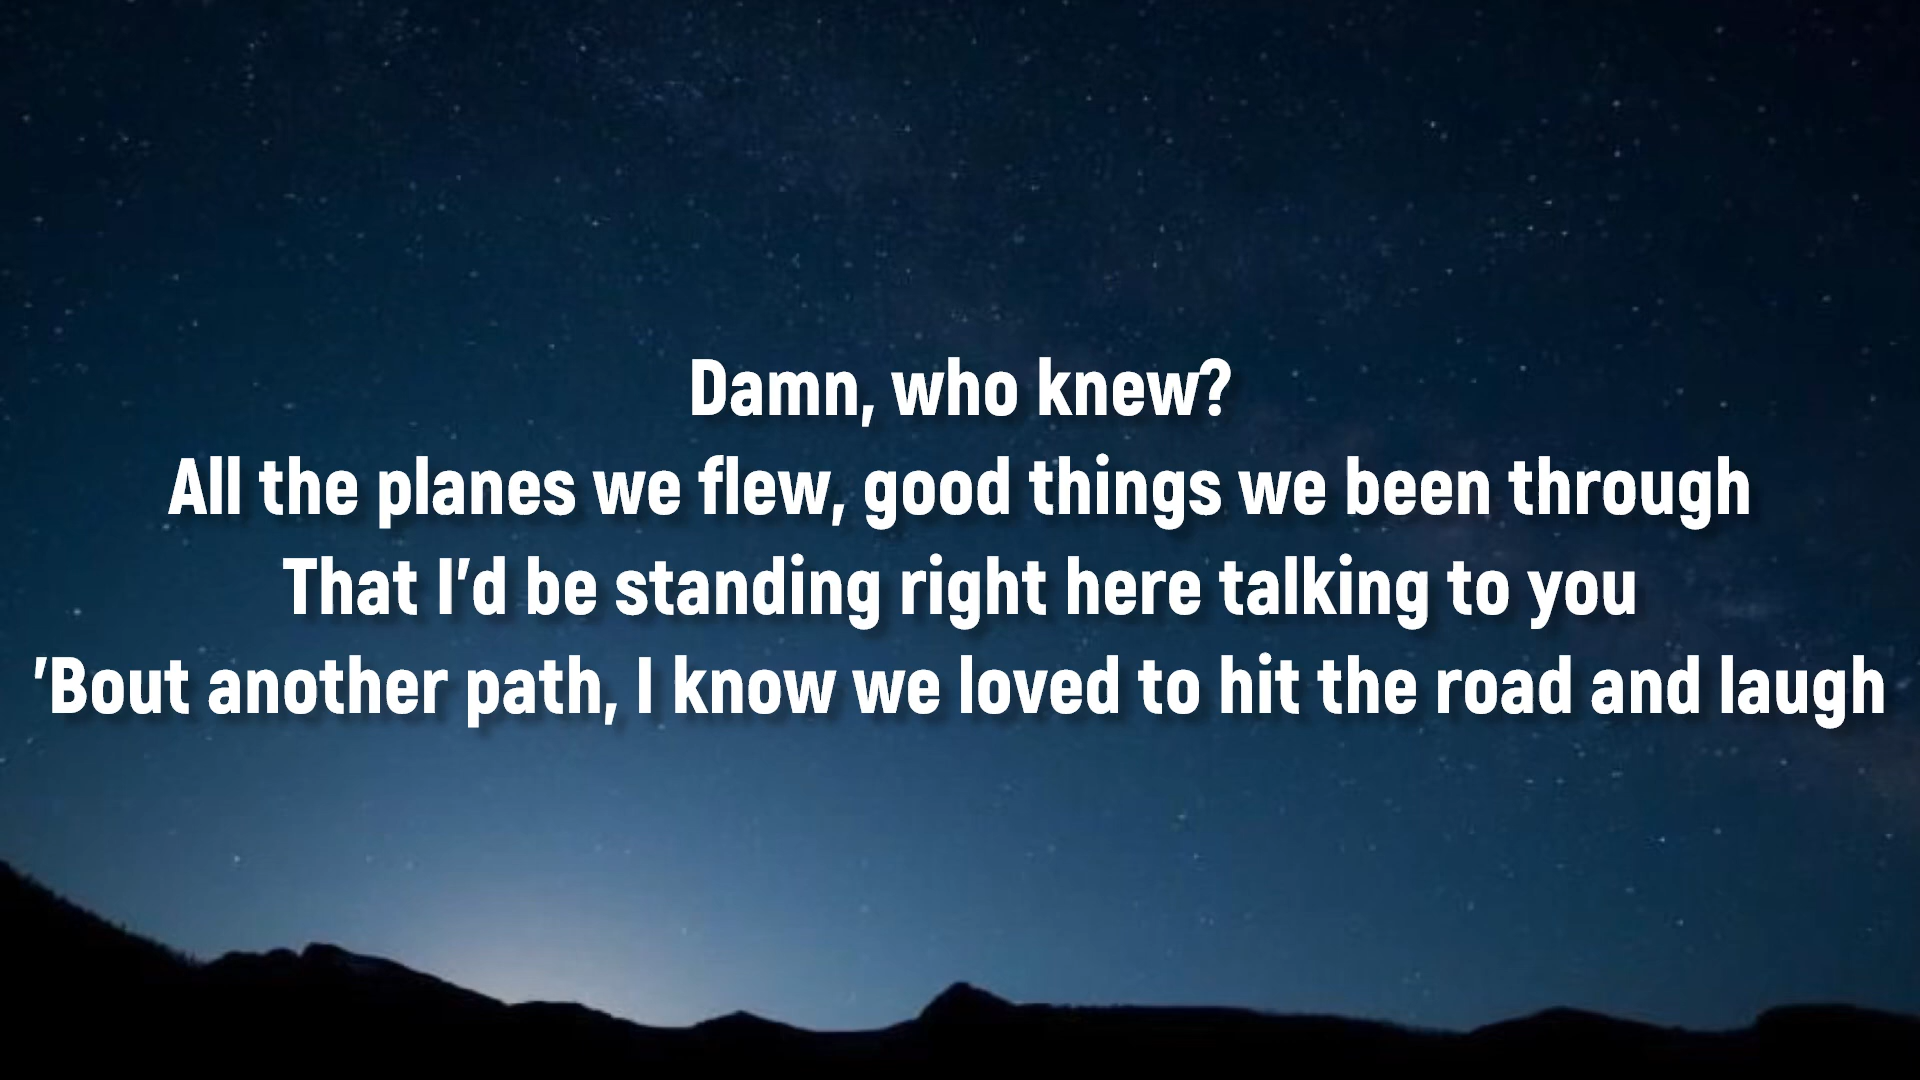 Damn, who knew?
All the planes we flew, good things we been through
That I'd be standing right here talking to you
'Bout another path, I know we loved to hit the road and laugh